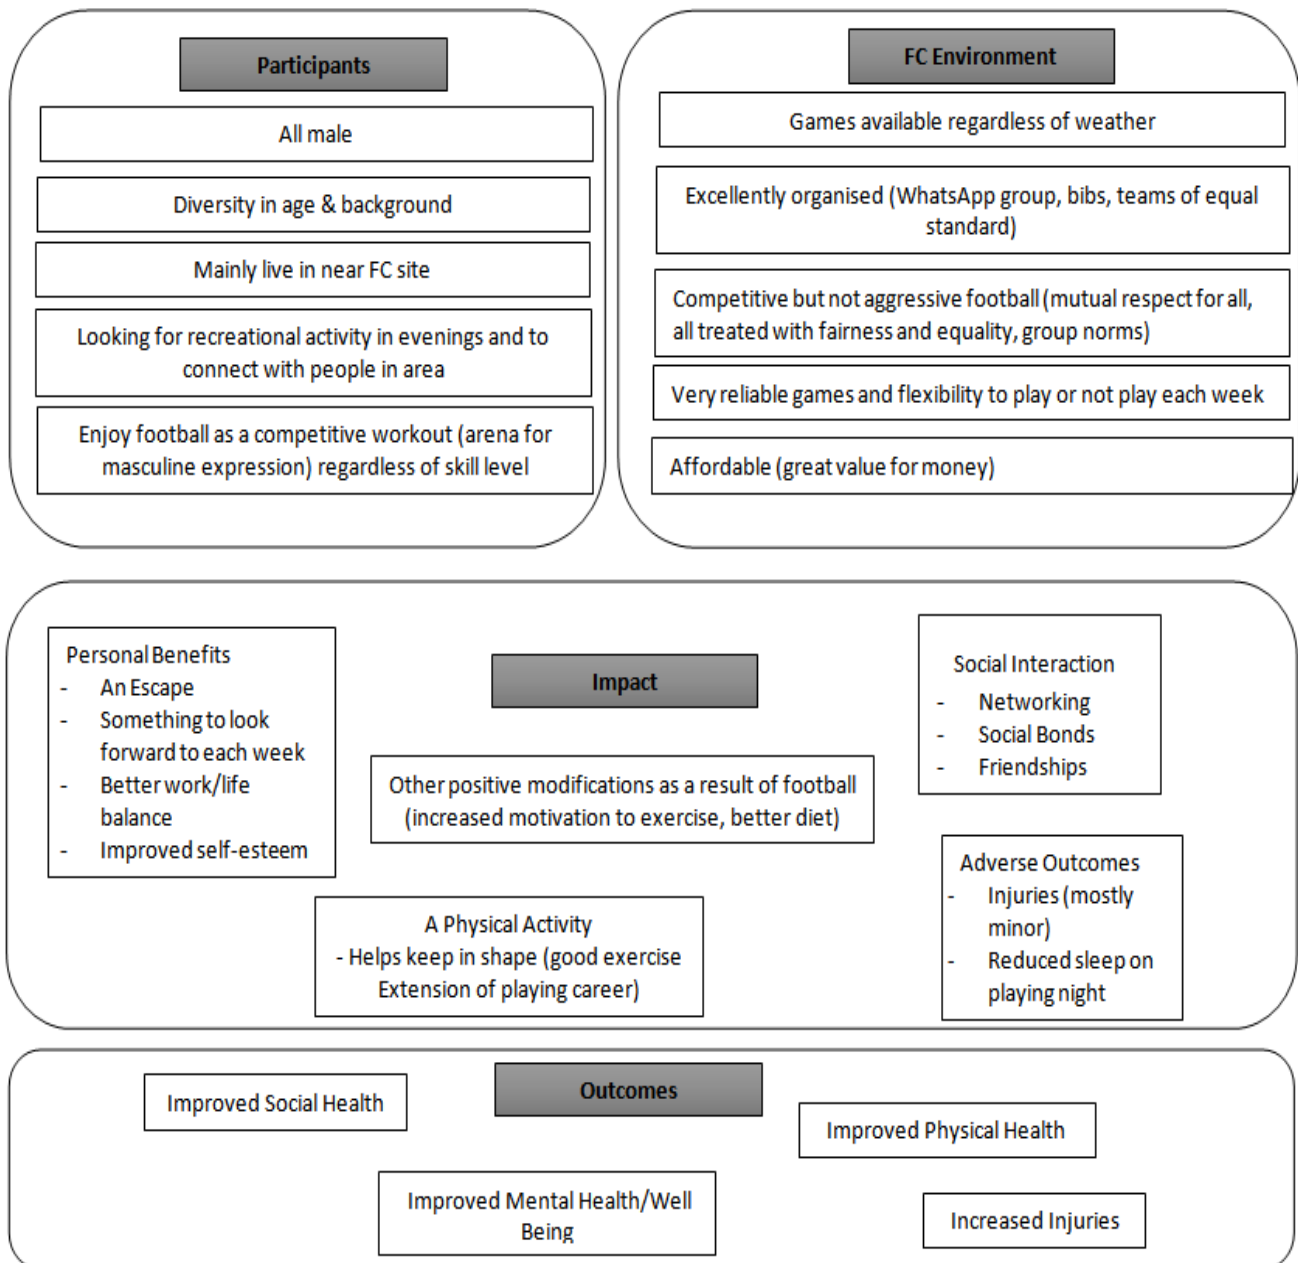 Participants
All male
Diversity in age & background
Mainly live in near FC site
Looking for recreational activity in evenings and to
connect with people in area
Enjoy football as a competitive workout (arena for
masculine expression) regardless of skill level
FC Environment
Games available regardless of weather
Excellently organised (WhatsApp group, bibs, teams of equal
standard)
Competitive but not aggressive football (mutual respect for all,
all treated with fairness and equality, group norms)
Very reliable games and flexibility to play or not play each week
Affordable (great value for money)
Impact
Personal Benefits
- An Escape
- Something to look
forward to each week
- Better work/life
balance
- Improved self-esteem
Other positive modifications as a result of football
(increased motivation to exercise, better diet)
A Physical Activity
- Helps keep in shape (good exercise
Extension of playing career)
Social Interaction
- Networking
- Social Bonds
- Friendships
Adverse Outcomes
- Injuries (mostly
minor)
- Reduced sleep on
playing night
Outcomes
Improved Social Health
Improved Physical Health
Improved Mental Health/Well
Being
Increased Injuries